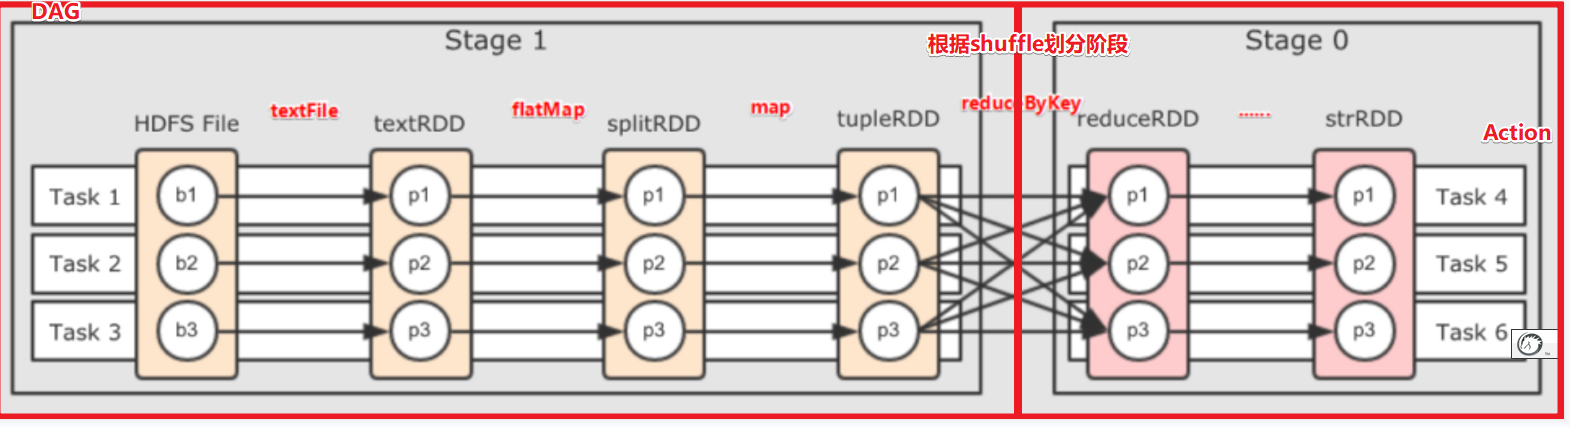 DAG
Stage 1
根据shuffle划分阶段
Stage 0
HDFS File
textFile
textRDD
flatMap
splitRDD
map
tupleRDD
reduceByKey
reduceRDD
......
strRDD
Action
Task 1
b1
p1
p1
p1
p1
p1
Task 4
Task 2
b2
p2
p2
p2
p2
p2
Task 5
Task 3
b3
p3
p3
p3
p3
p3
Task 6